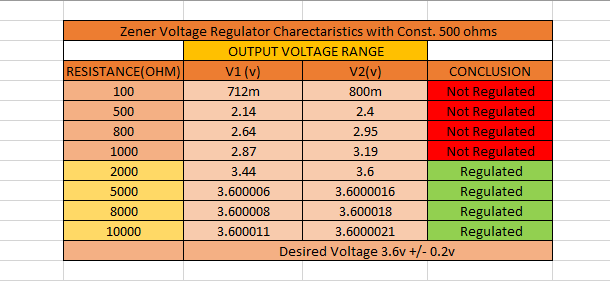 Zener Voltage Regulator Charectaristics with Const. 500 ohms
OUTPUT VOLTAGE RANGE
RESISTANCE(OHM) V1 (v) V2(v) CONCLUSION
100 712m 800m Not Regulated
500 2.14 2.4 Not Regulated
800 2.64 2.95 Not Regulated
1000 2.87 3.19 Not Regulated
2000 3.44 3.6 Regulated
5000 3.600006 3.6000016 Regulated
8000 3.600008 3.600018 Regulated
10000 3.600011 3.6000021 Regulated
Desired Voltage 3.6v +/- 0.2v